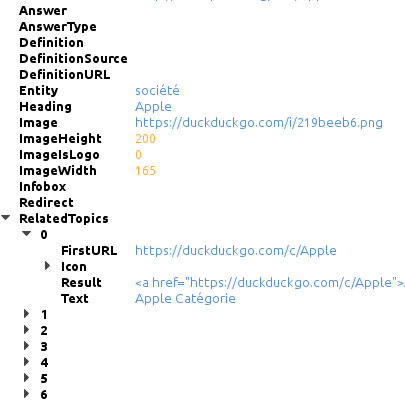 Answer
AnswerType
Definition
DefinitionSource
DefinitionURL
Entity société
Heading Apple
Image https://duckduckgo.com/i/219beeb6.png
ImageHeight 200
ImageIsLogo 0
ImageWidth 165
Infobox
Redirect
RelatedTopics
0
FirstURL https://duckduckgo.com/c/Apple
Icon
Result <a href="https://duckduckgo.com/c/Apple">.
Text Apple Catégorie
1
2
3
4
5
6